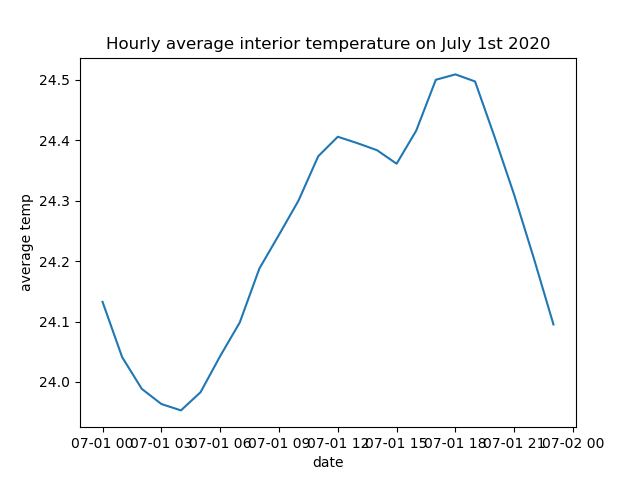 Hourly average interior temperature on July 1st 2020
24.5
24.4
24.3
24.2
24.1
24.0
average temp
07-01 00 07-01 03 07-01 06 07-01 09 07-01 12 07-01 15 07-01 18 07-01 21 07-02 00
date